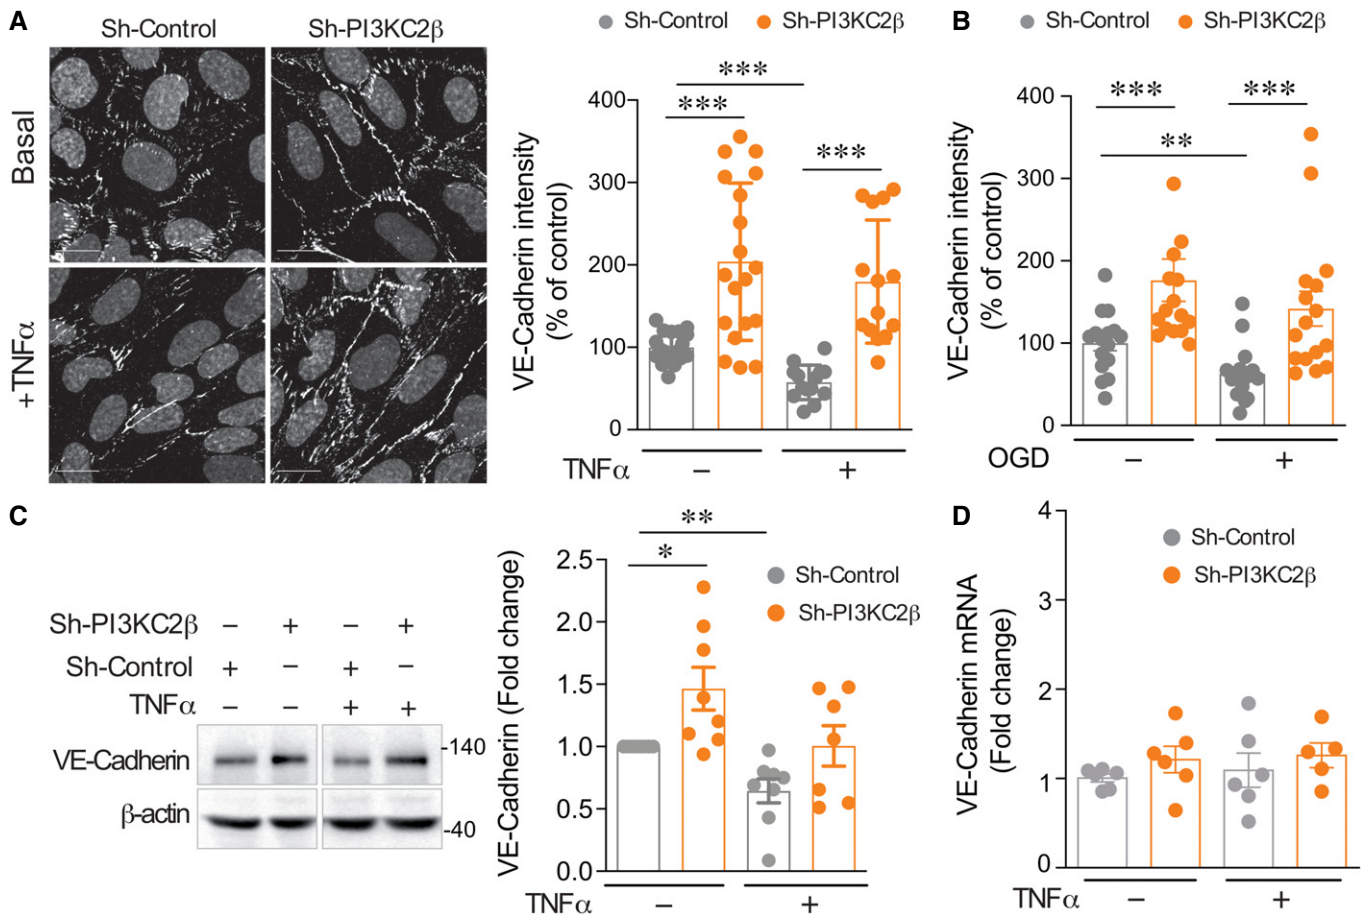 A
Sh-Control
Sh-PI3KC2β
Basal
+TNFα
Sh-Control
Sh-PI3KC2β
VE-Cadherin intensity
(% of control)
400
300
200
100
0
***
***
***
TNFα
−
+
B
Sh-Control
Sh-PI3KC2β
VE-Cadherin intensity
(% of control)
400
300
200
100
0
***
***
**
OGD
−
+
C
Sh-PI3KC2β − + − +
Sh-Control + − + −
TNFα − − + +
VE-Cadherin
-140
β-actin
-40
VE-Cadherin (Fold change)
2.5
2.0
1.5
1.0
0.5
0.0
**
*
Sh-Control
Sh-PI3KC2β
TNFα
−
+
D
VE-Cadherin mRNA
(Fold change)
4
3
2
1
0
Sh-Control
Sh-PI3KC2β
TNFα
−
+